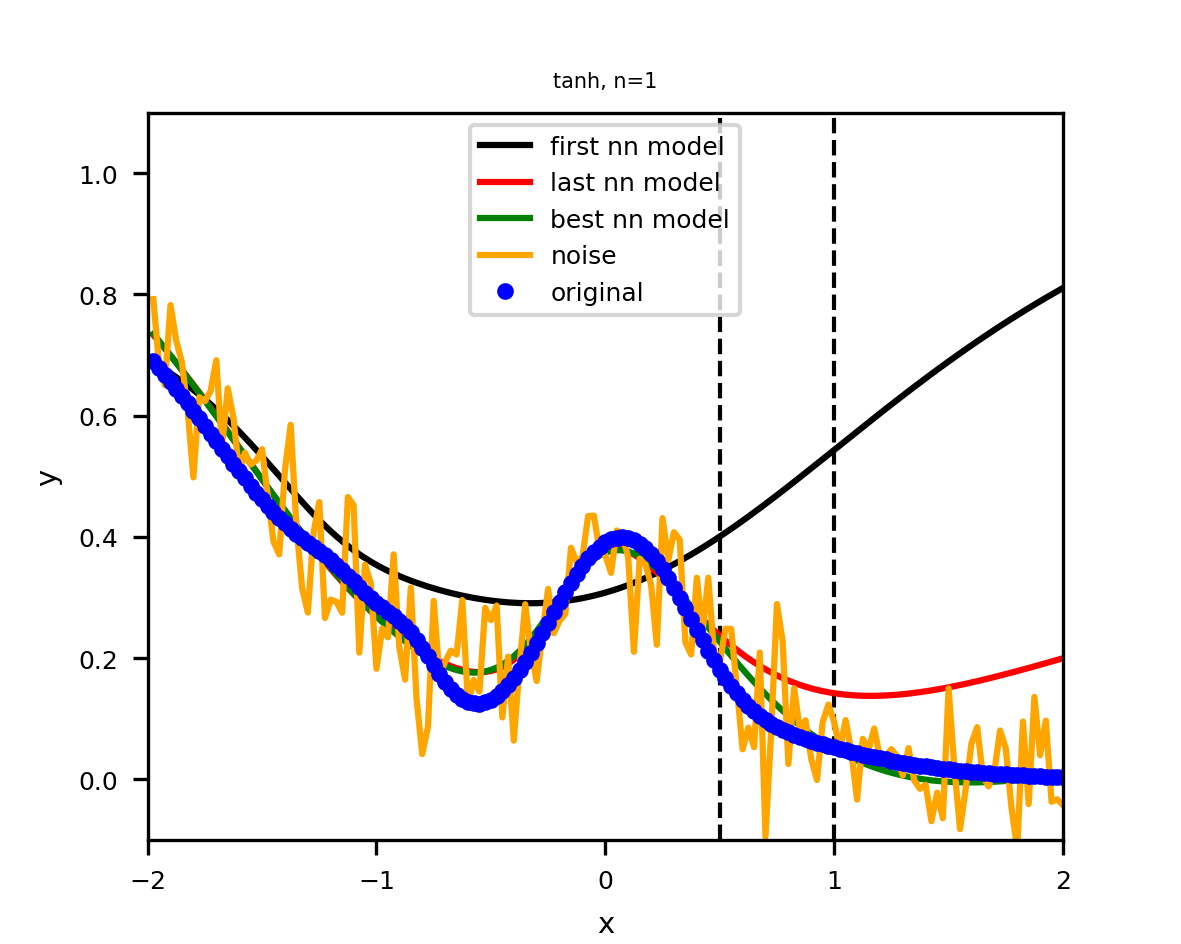 tanh, n=1
first nn model
last nn model
best nn model
noise
original
1.0
0.8
0.6
0.4
0.2
0.0
y
−2
−1
0
1
2
x